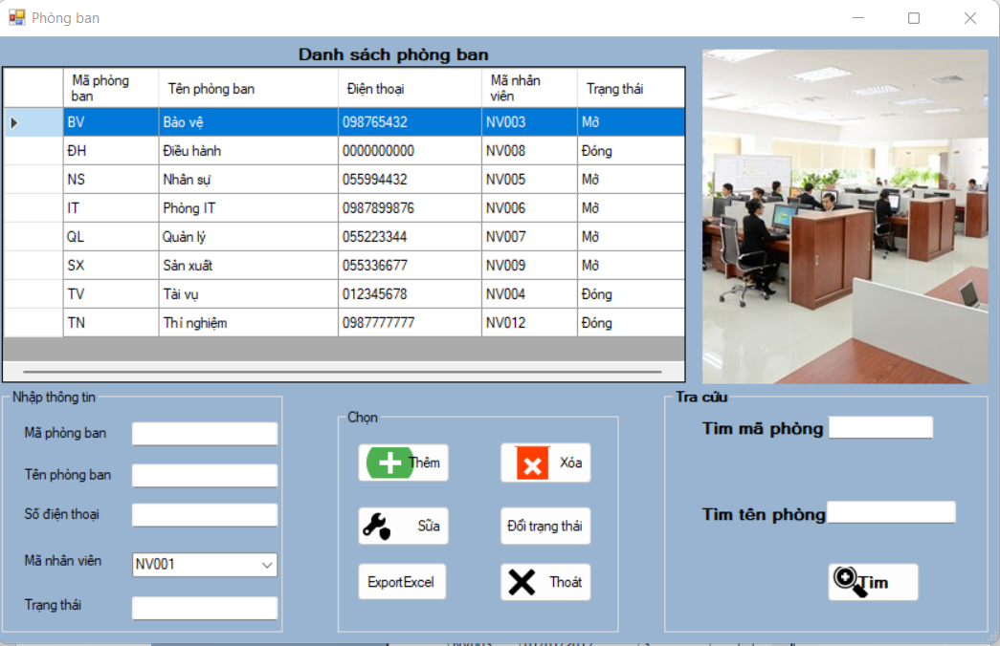 Phòng ban
Danh sách phòng ban
Mã phòng ban Tên phòng ban Điện thoại Mã nhân viên Trạng thái
BV Bảo vệ 098765432 NV003 Mở
ĐH Điều hành 0000000000 NV008 Đóng
NS Nhân sự 055994432 NV005 Mở
IT Phòng IT 0987899876 NV006 Mở
QL Quản lý 055223344 NV007 Mở
SX Sản xuất 055336677 NV009 Mở
TV Tài vụ 012345678 NV004 Đóng
TN Thí nghiệm 0987777777 NV012 Đóng
Nhập thông tin
Mã phòng ban
Tên phòng ban
Số điện thoại
Mã nhân viên NV001
Trạng thái
Chọn
Thêm Xóa
Sữa Đổi trạng thái
ExportExcel Thoát
Tra cứu
Tìm mã phòng
Tìm tên phòng
Tìm